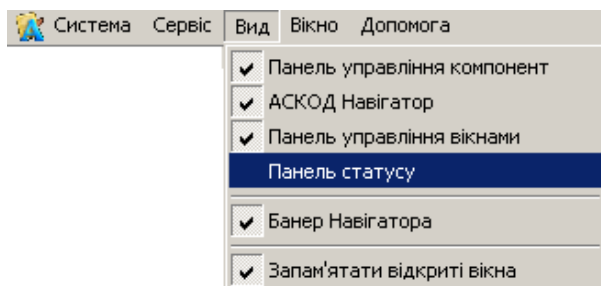 Система Сервіс Вид Вікно Допомога
Панель управління компонент
АСКОД Навігатор
Панель управління вікнами
Панель статусу
Банер Навігатора
Запам'ятати відкриті вікна